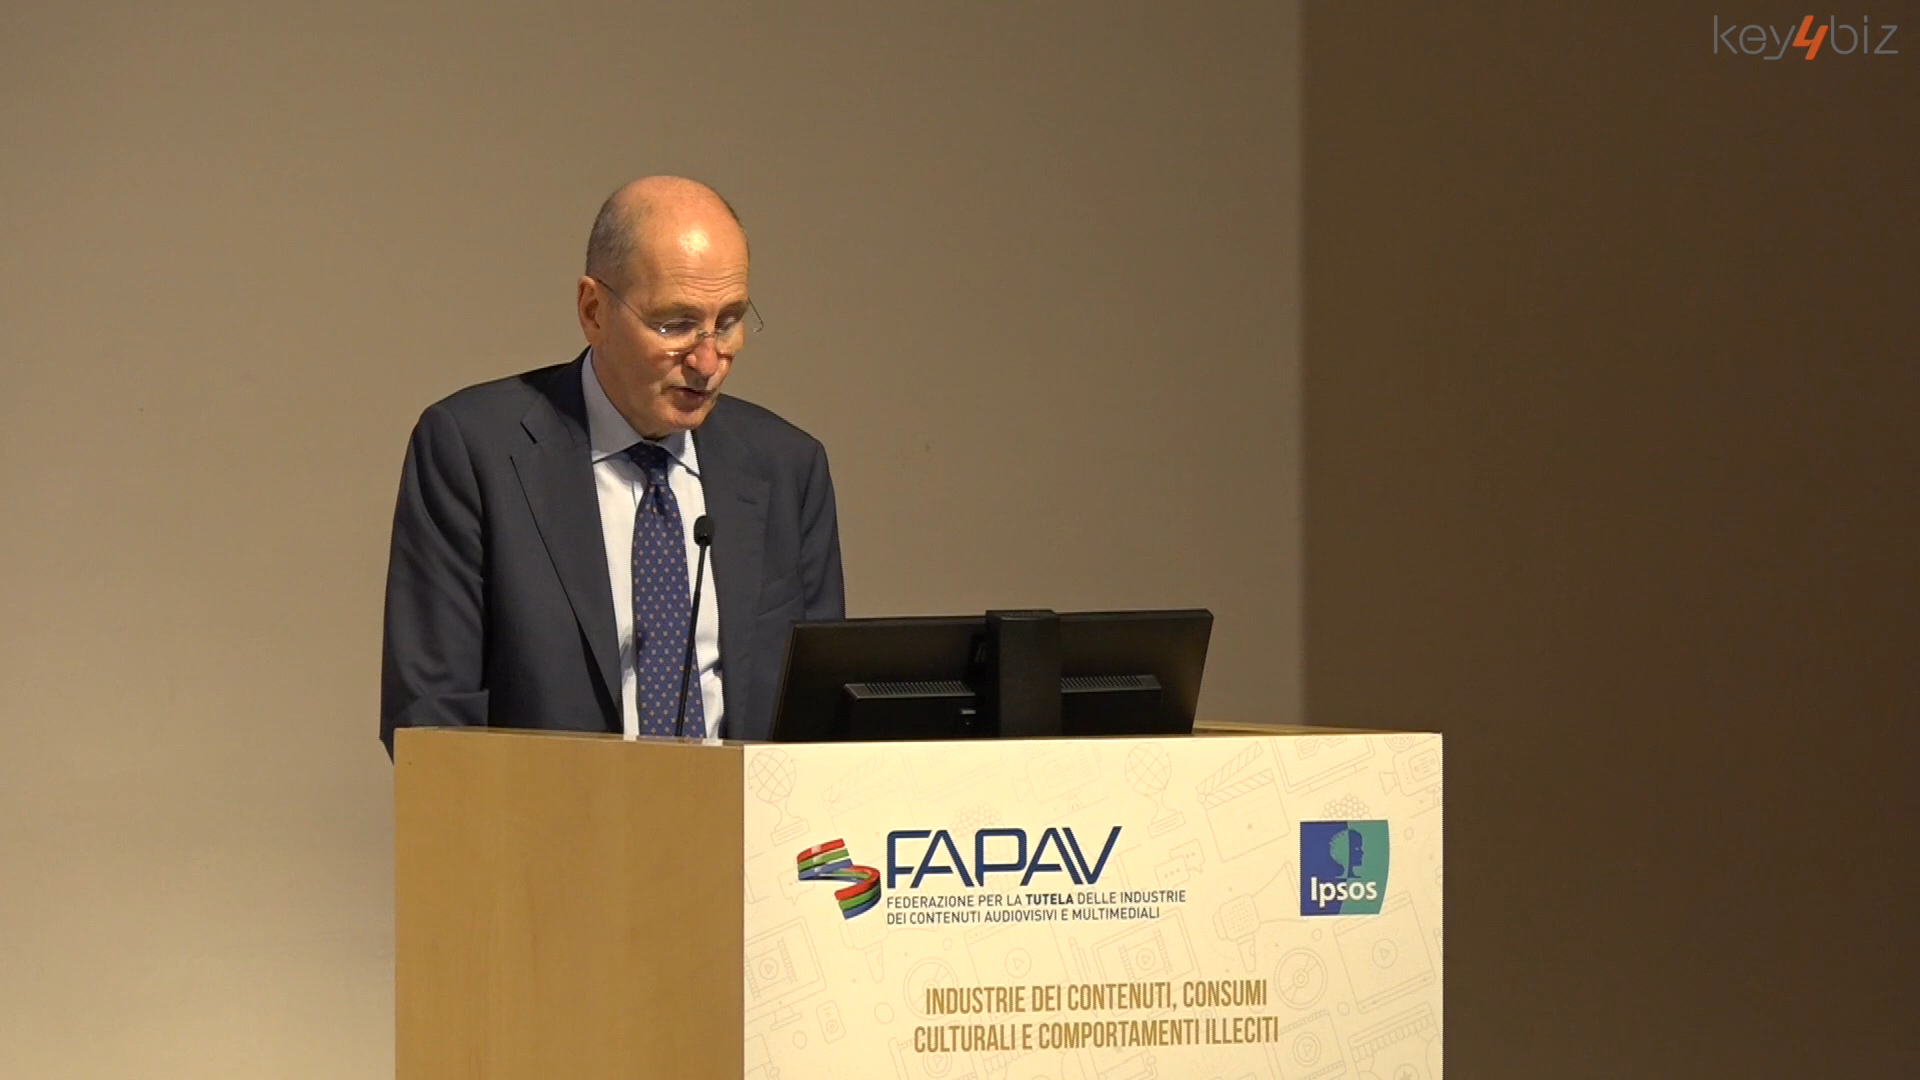 key4biz
FAPAV
FEDERAZIONE PER LA TUTELA DELLE INDUSTRIE
DEI CONTENUTI AUDIOVISIVI E MULTIMEDIALI
Ipsos
INDUSTRIE DEI CONTENUTI, CONSUMI
CULTURALI E COMPORTAMENTI ILLECITI